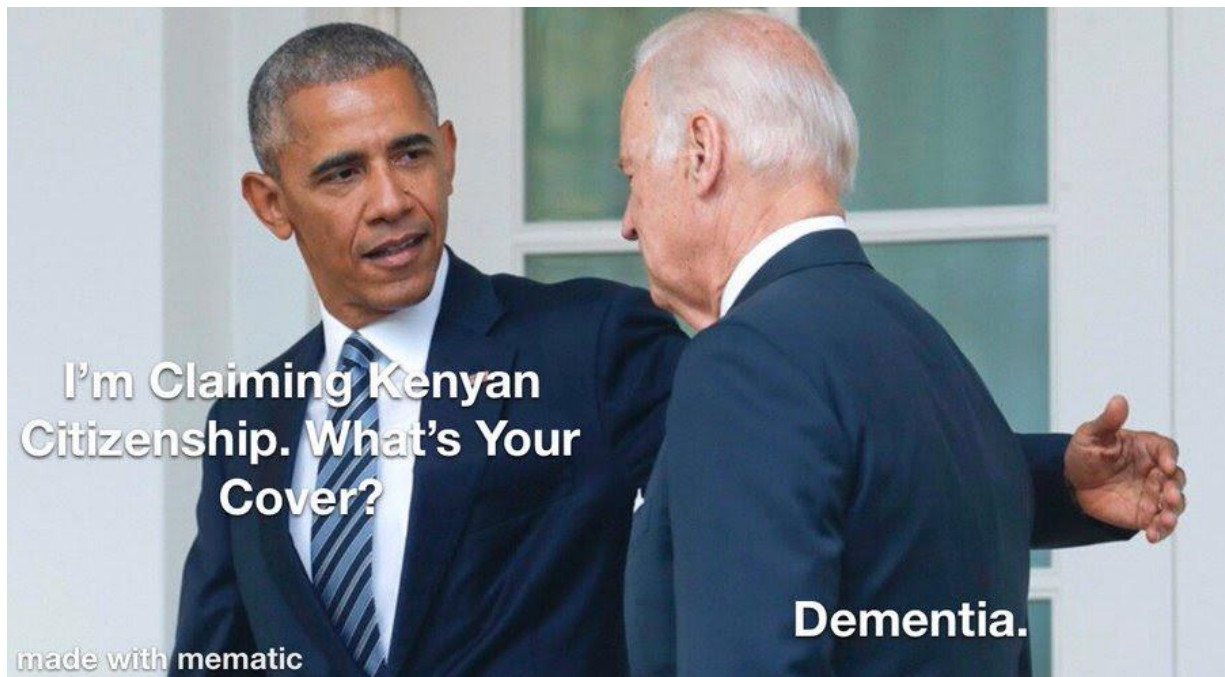 I'm Claiming Kenyan
Citizenship. What's Your
Cover?
Dementia.
made with mematic